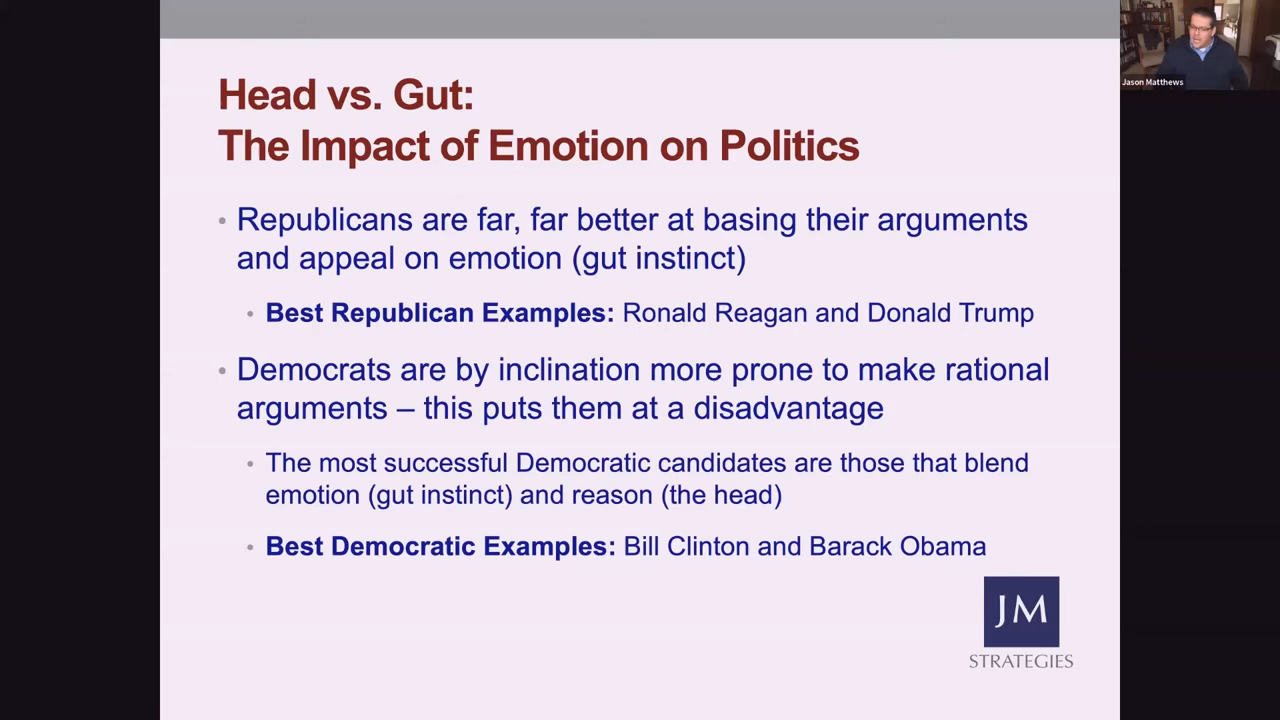 Head vs. Gut:
The Impact of Emotion on Politics
• Republicans are far, far better at basing their arguments
and appeal on emotion (gut instinct)
• Best Republican Examples: Ronald Reagan and Donald Trump
• Democrats are by inclination more prone to make rational
arguments – this puts them at a disadvantage
• The most successful Democratic candidates are those that blend
emotion (gut instinct) and reason (the head)
• Best Democratic Examples: Bill Clinton and Barack Obama
JM
STRATEGIES
Jason Matthews